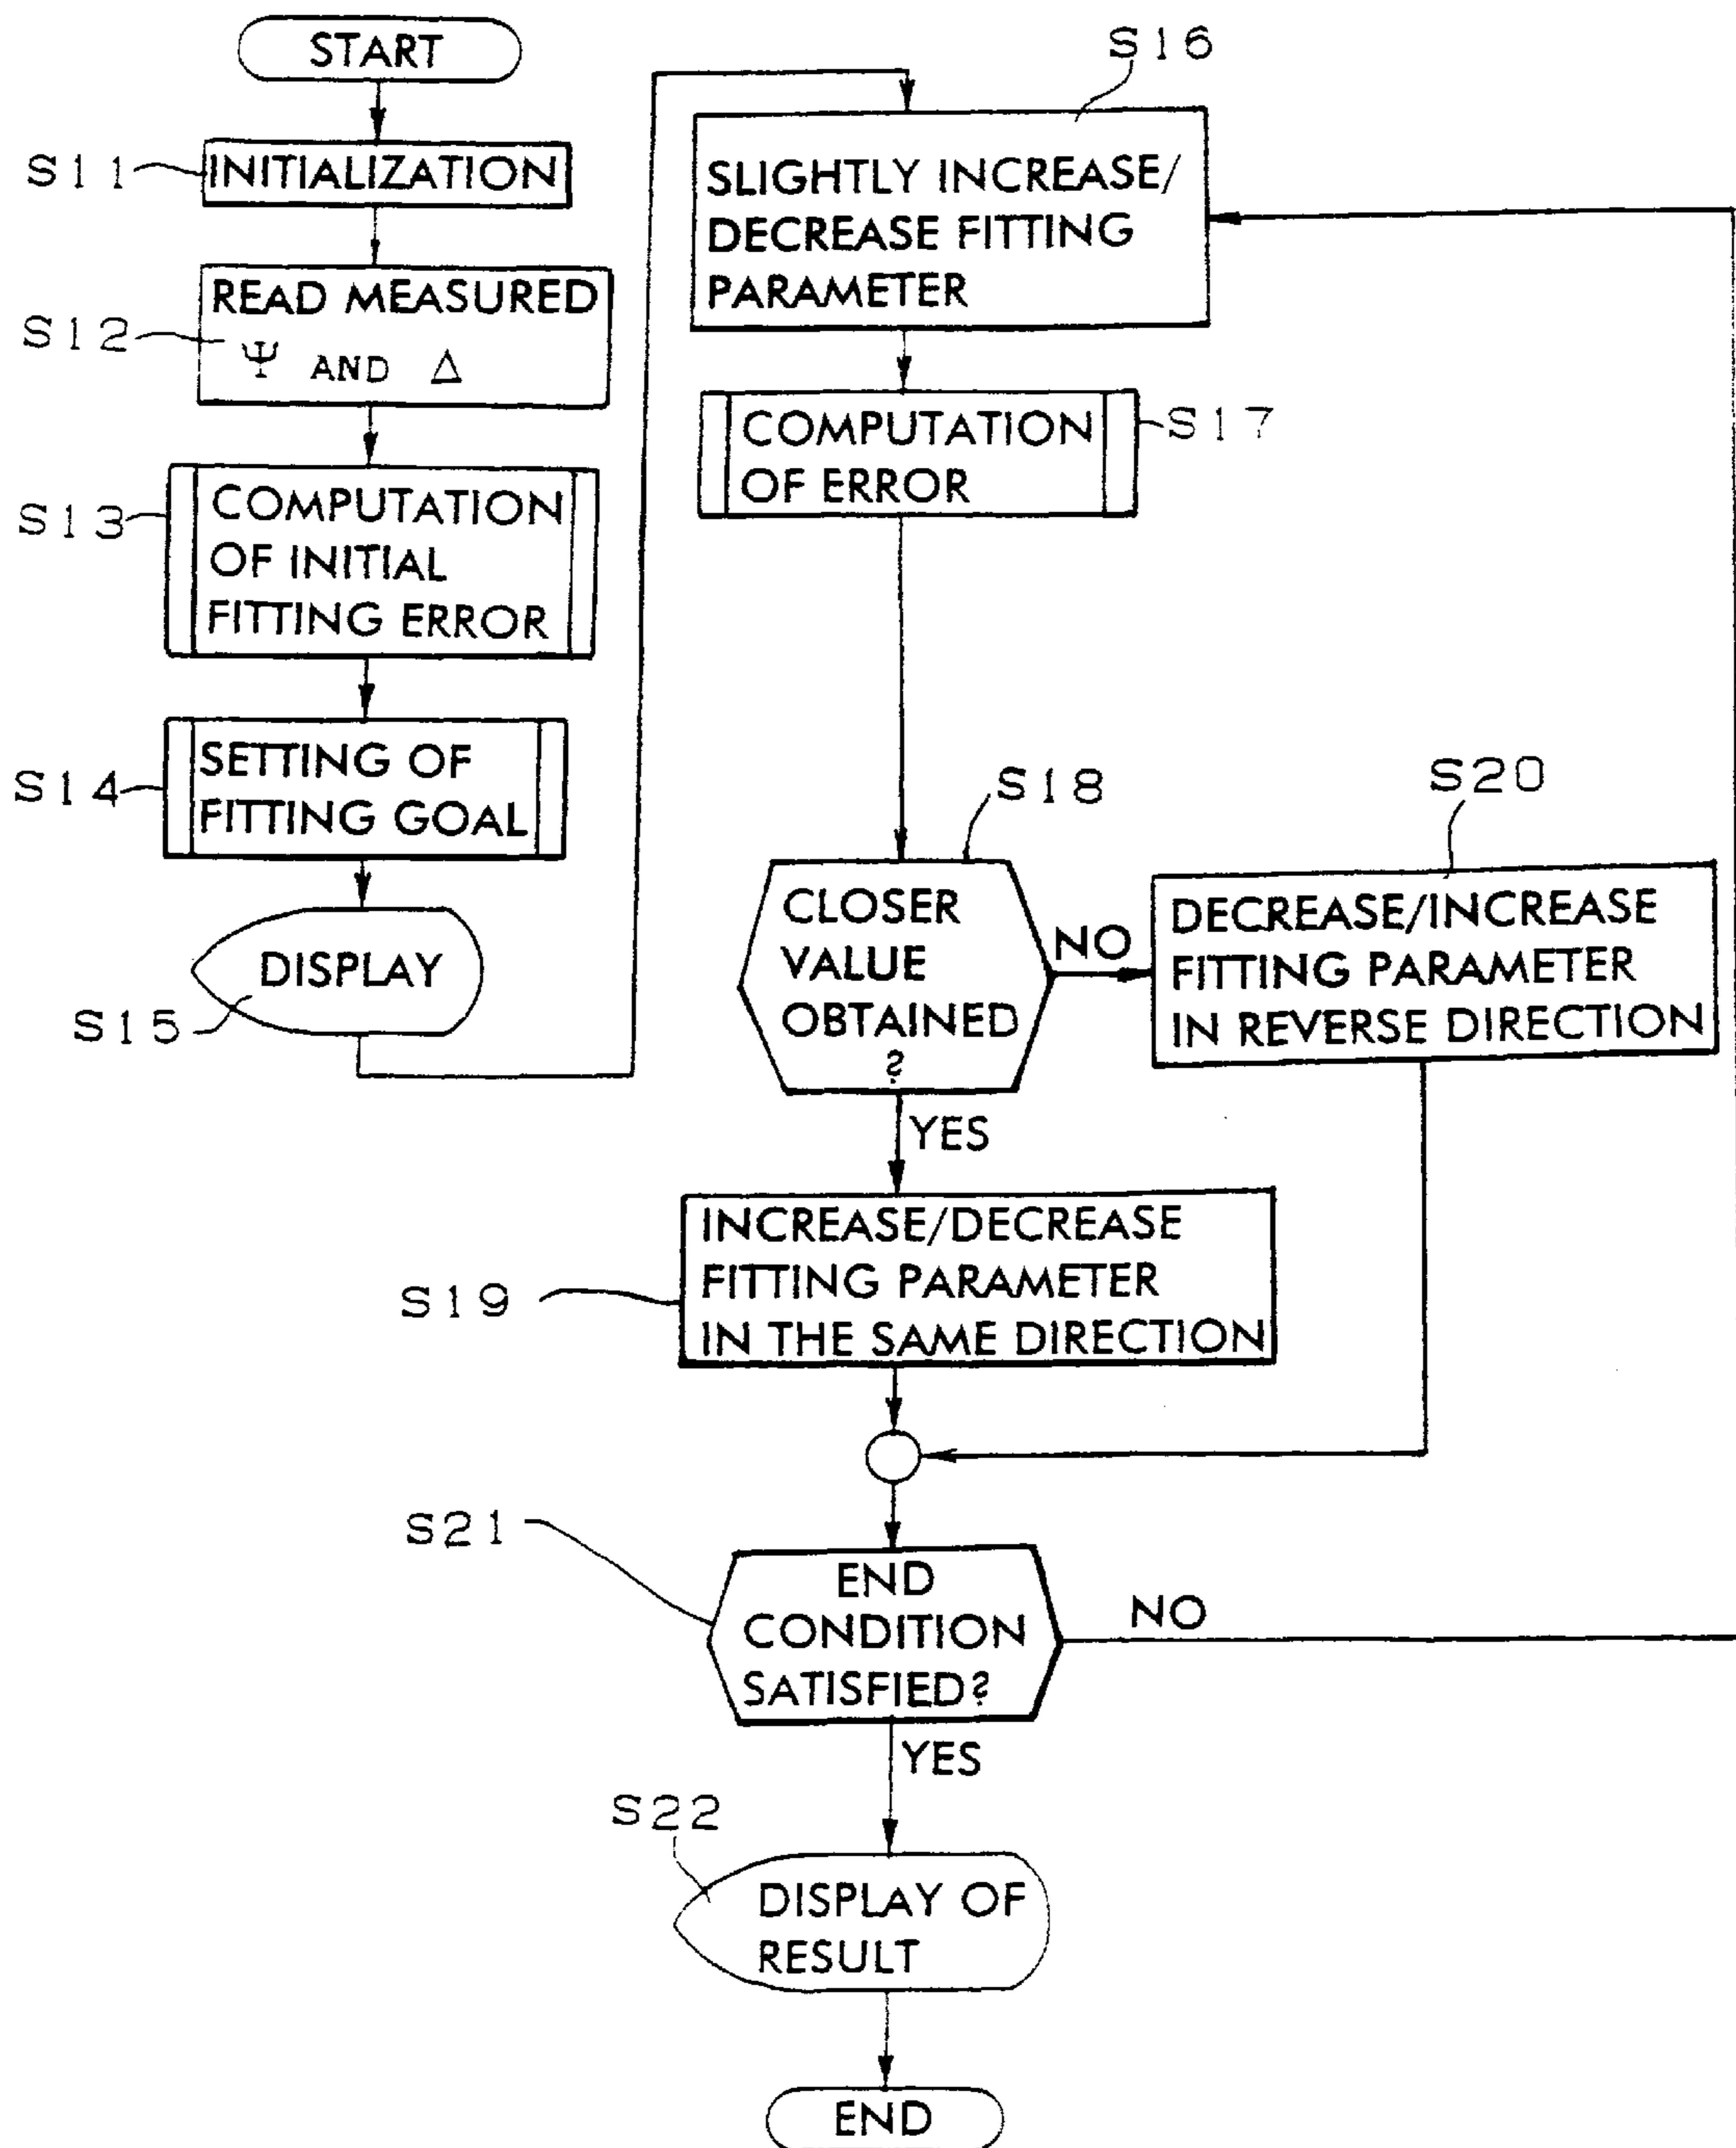 START
S11
INITIALIZATION
S12
READ MEASURED
Ψ AND Δ
S13
COMPUTATION
OF INITIAL
FITTING ERROR
S14
SETTING OF
FITTING GOAL
S15
DISPLAY
S16
SLIGHTLY INCREASE/
DECREASE FITTING
PARAMETER
S17
COMPUTATION
OF ERROR
S18
CLOSER
VALUE
OBTAINED
?
NO
S20
DECREASE/INCREASE
FITTING PARAMETER
IN REVERSE DIRECTION
YES
S19
INCREASE/DECREASE
FITTING PARAMETER
IN THE SAME DIRECTION
S21
END
CONDITION
SATISFIED?
NO
YES
S22
DISPLAY OF
RESULT
END